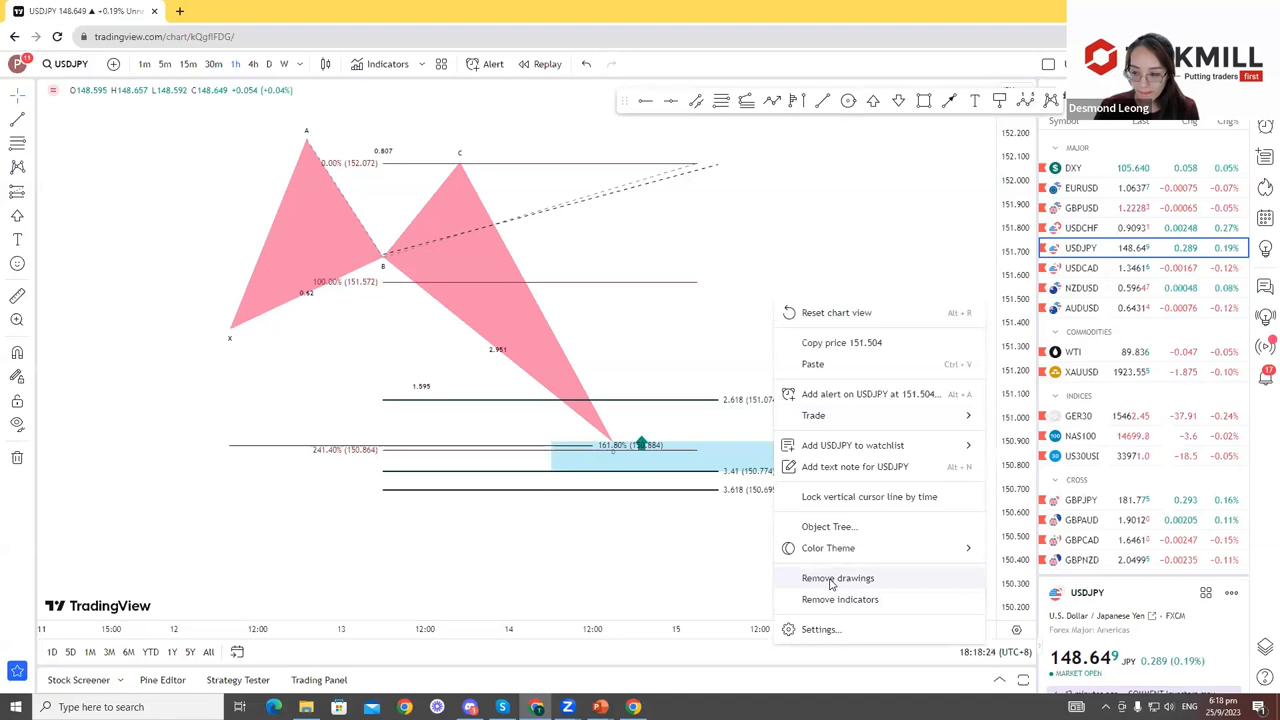 USDJPY 148.649 ▲ +0.19% Unna
tradingview.com/chart/kQgflFDG/
P 11
USDJPY
1m 5m 15m 30m 1h 4h D W
Indicators
Alert
Replay
O148.595 H148.657 L148.592 C148.649 +0.054 (+0.04%)
TICKMILL
Putting traders first
Desmond Leong
Symbol Last Chg Chg%
MAJOR
DXY 105.640 0.058 0.05%
EURUSD 1.0637⁷ -0.00075 -0.07%
GBPUSD 1.2228³ -0.00065 -0.05%
USDCHF 0.9093⁵ 0.00248 0.27%
USDJPY 148.64⁹ 0.289 0.19%
USDCAD 1.3461⁶ -0.00167 -0.12%
NZDUSD 0.5964⁷ 0.00048 0.08%
AUDUSD 0.6431⁴ -0.00076 -0.12%
COMMODITIES
WTI 89.836 -0.047 -0.05%
XAUUSD 1923.55⁵ -1.875 -0.10%
INDICES
GER30 15462.45 -37.91 -0.24%
NAS100 14699.8 -3.6 -0.02%
US30USD 33971.0 -18.5 -0.05%
CROSS
GBPJPY 181.77⁵ 0.293 0.16%
GBPAUD 1.9012⁰ 0.00205 0.11%
GBPCAD 1.6461⁰ -0.00247 -0.15%
GBPNZD 2.0499⁵ -0.00235 -0.11%
17
A
0.807
C
0.00% (152.072)
B
100.00% (151.572)
0.62
X
2.951
1.595
2.618 (151.074
161.80% (150.884)
241.40% (150.864)
3.41 (150.774)
3.618 (150.695
152.200
152.100
152.000
151.900
151.800
151.700
151.600
151.500
151.400
151.300
151.200
151.100
151.000
150.900
150.800
150.700
150.600
150.500
150.400
150.300
150.200
Reset chart view Alt + R
Copy price 151.504
Paste Ctrl + V
Add alert on USDJPY at 151.504... Alt + A
Trade
Add USDJPY to watchlist
Add text note for USDJPY Alt + N
Lock vertical cursor line by time
Object Tree...
Color Theme
Remove drawings
Remove indicators
Settings...
TradingView
11 15:00 12 12:00 13 12:00 14 12:00 15 12:00
1D 5D 1M 3M 6M YTD 1Y 5Y All
18:18:24 (UTC+8)
Stock Screener Pine Editor Strategy Tester Trading Panel
USDJPY
U.S. Dollar / Japanese Yen • FXCM
Forex Major: Americas
148.64⁹ JPY 0.289 (0.19%)
MARKET OPEN
Type here to search
6:18 pm
25/9/2023